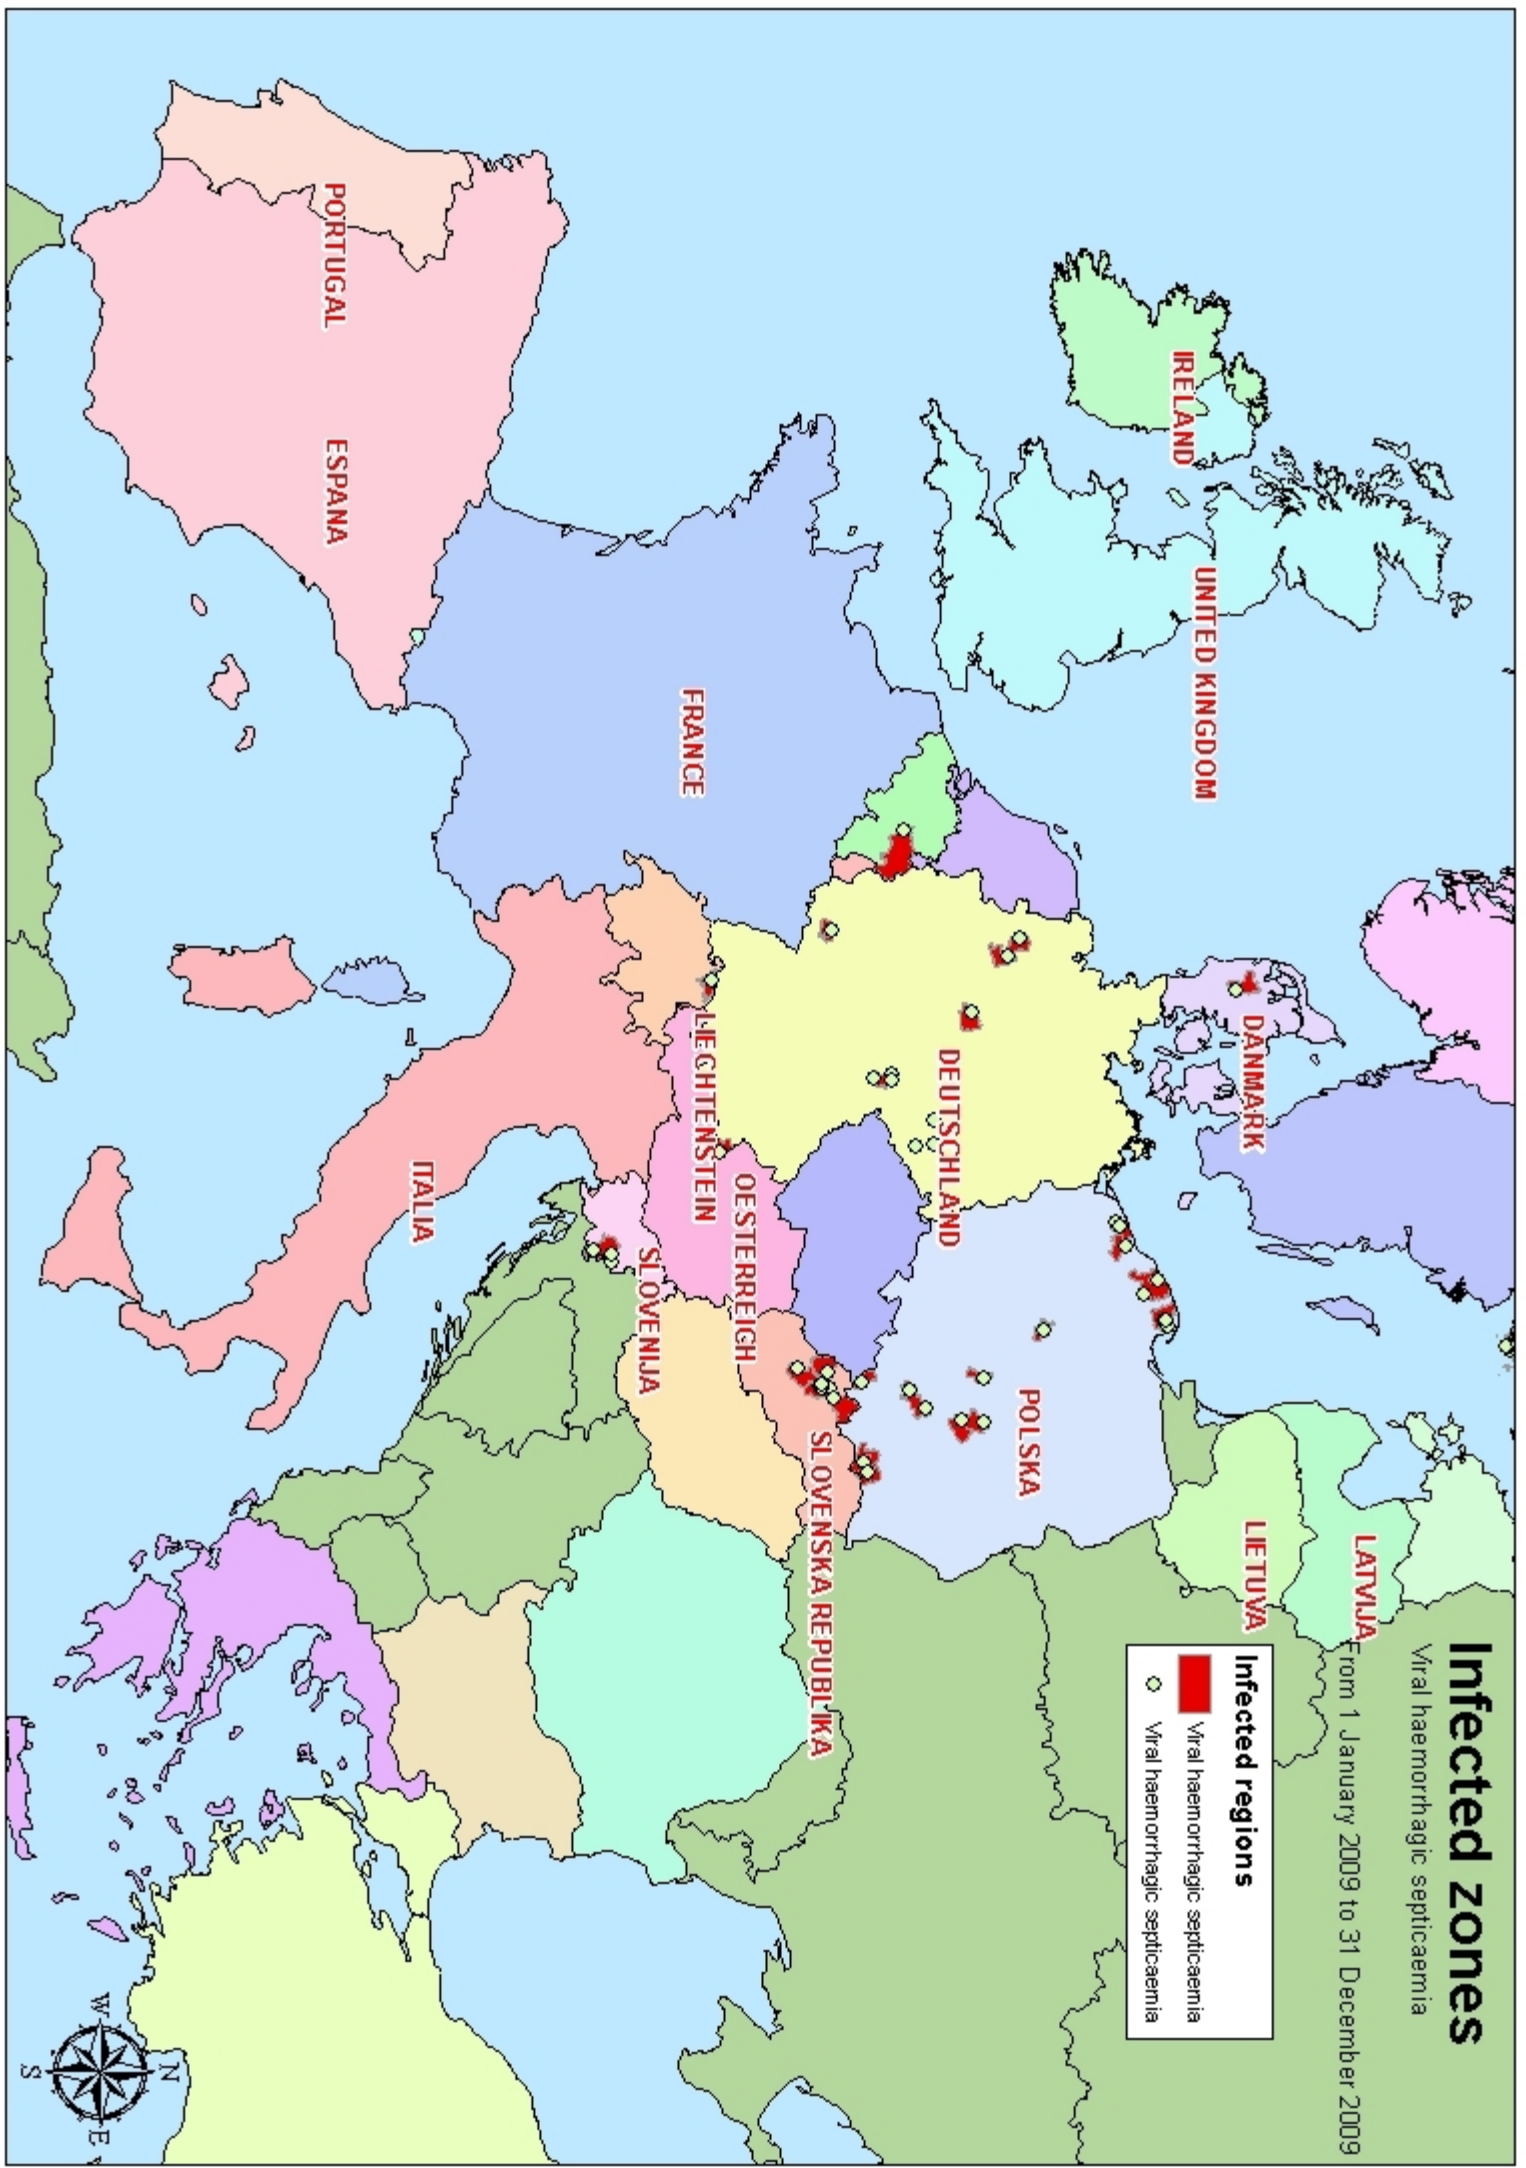 Infected zones
Viral haemorrhagic septicaemia
From 1 January 2009 to 31 December 2009
Infected regions
Viral haemorrhagic septicaemia
Viral haemorrhagic septicaemia
LATVIJA
LIETUVA
DANMARK
UNITED KINGDOM
IRELAND
POLSKA
DEUTSCHLAND
SLOVENSKA REPUBLIKA
OESTERREICH
LIECHTENSTEIN
FRANCE
SLOVENIJA
ITALIA
ESPANA
PORTUGAL
N
W
E
S